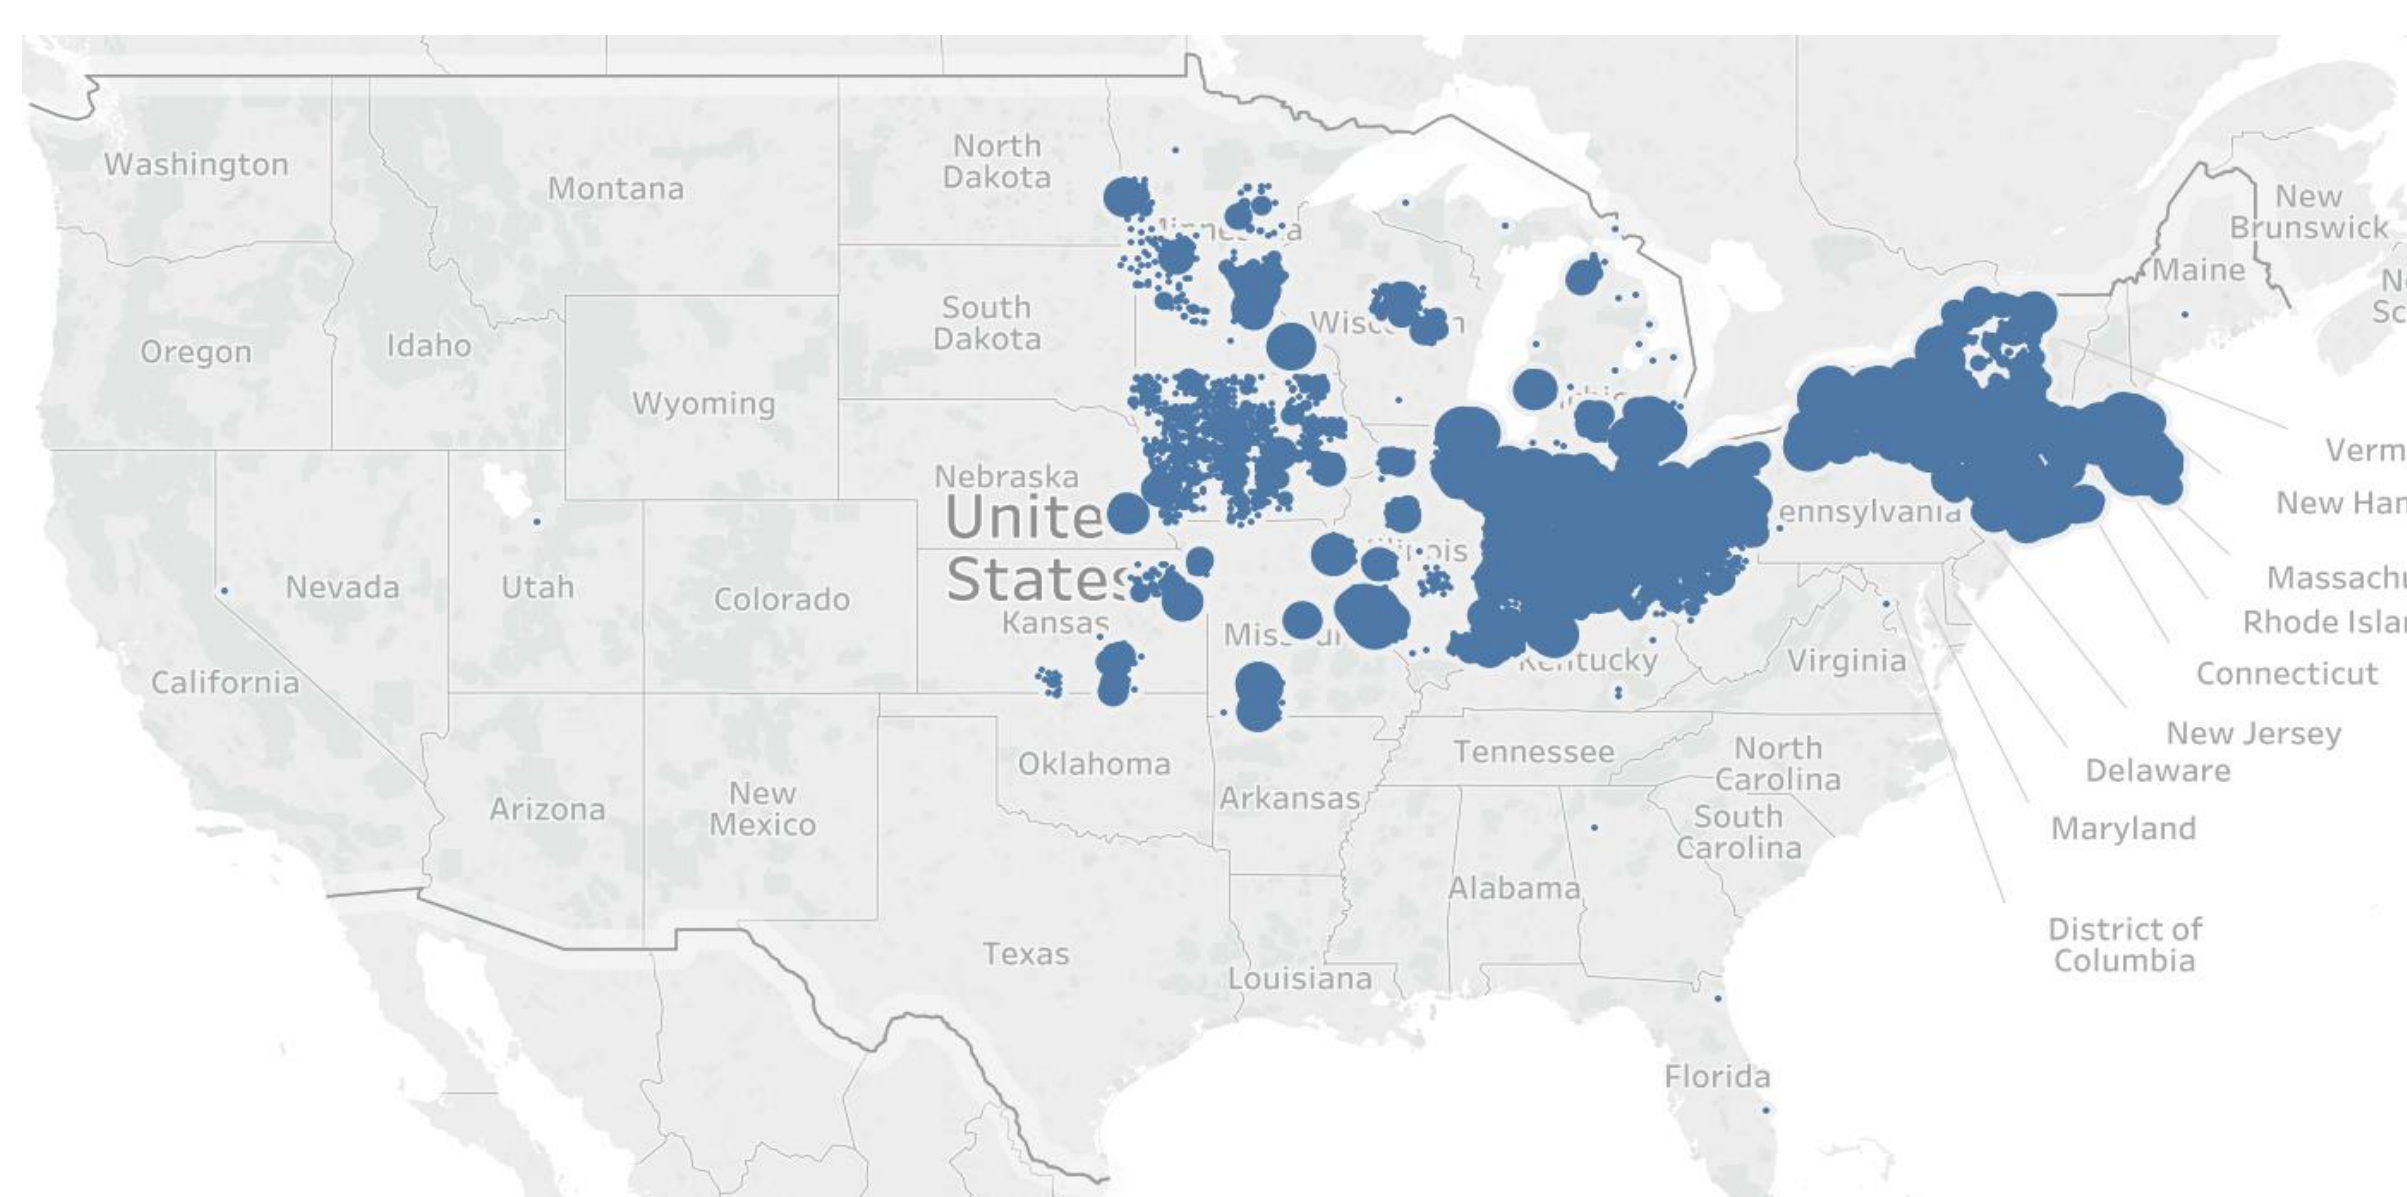 Washington
Montana
North
Dakota
New
Brunswick
Maine
Oregon
Idaho
South
Dakota
Wyoming
Nebraska
Unite
States
ennsylvania
Verm
New Har
Nevada
Utah
Colorado
Kansas
Massachu
Rhode Islar
California
Kentucky
Virginia
Connecticut
New Jersey
Oklahoma
Tennessee
North
Carolina
Delaware
Arizona
New
Mexico
Arkansas
South
Carolina
Maryland
Alabama
Texas
Louisiana
District of
Columbia
Florida